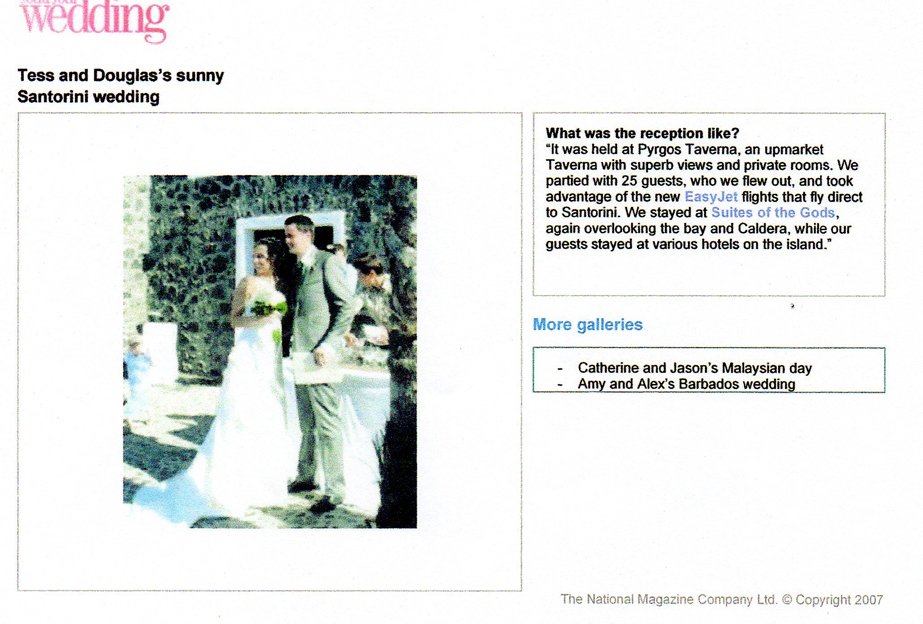 wedding
Tess and Douglas's sunny
Santorini wedding
What was the reception like?
"It was held at Pyrgos Taverna, an upmarket
Taverna with superb views and private rooms. We
partied with 25 guests, who we flew out, and took
advantage of the new EasyJet flights that fly direct
to Santorini. We stayed at Suites of the Gods,
again overlooking the bay and Caldera, while our
guests stayed at various hotels on the island."
More galleries
- Catherine and Jason's Malaysian day
- Amy and Alex's Barbados wedding
The National Magazine Company Ltd. © Copyright 2007